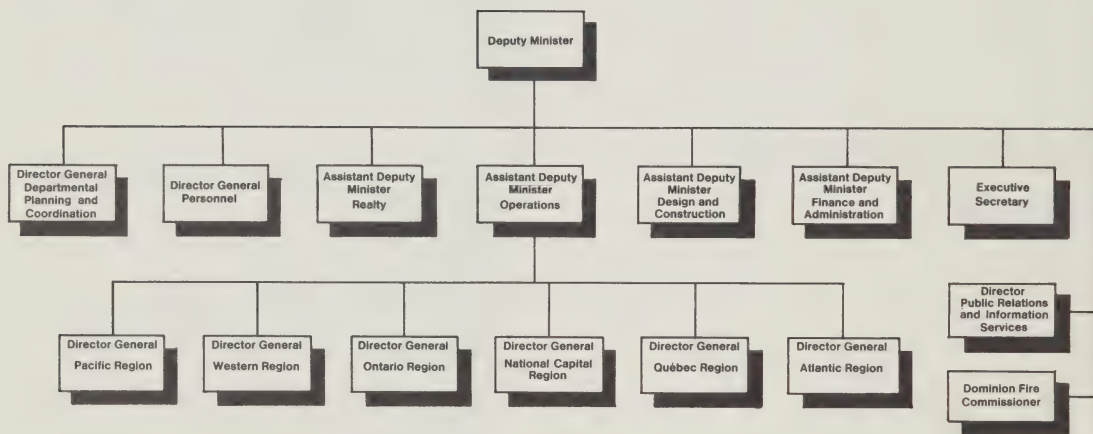 Deputy Minister
Director General
Departmental
Planning and
Coordination
Director General
Personnel
Assistant Deputy
Minister
Realty
Assistant Deputy
Minister
Operations
Assistant Deputy
Minister
Design and
Construction
Assistant Deputy
Minister
Finance and
Administration
Executive
Secretary
Director General
Pacific Region
Director General
Western Region
Director General
Ontario Region
Director General
National Capital
Region
Director General
Québec Region
Director General
Atlantic Region
Director
Public Relations
and Information
Services
Dominion Fire
Commissioner